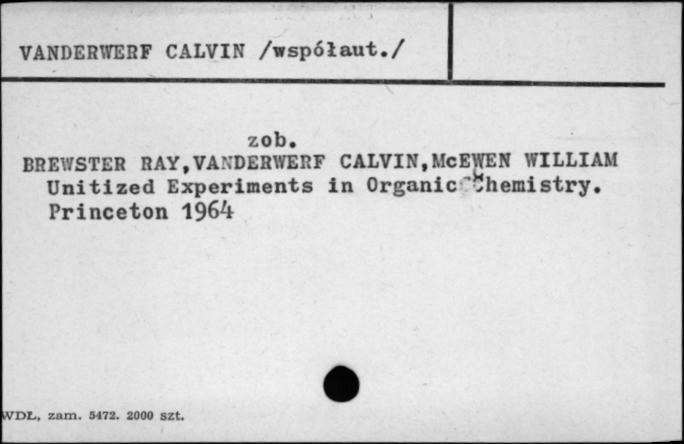 VANDERWERF CALVIN /współaut./
zob.
BREWSTER RAY,VANDERWERF CALVIN,McEWEN WILLIAM
Unitized Experiments in Organic Chemistry.
Princeton 1964
WDL, zam. 5472. 2000 szt.